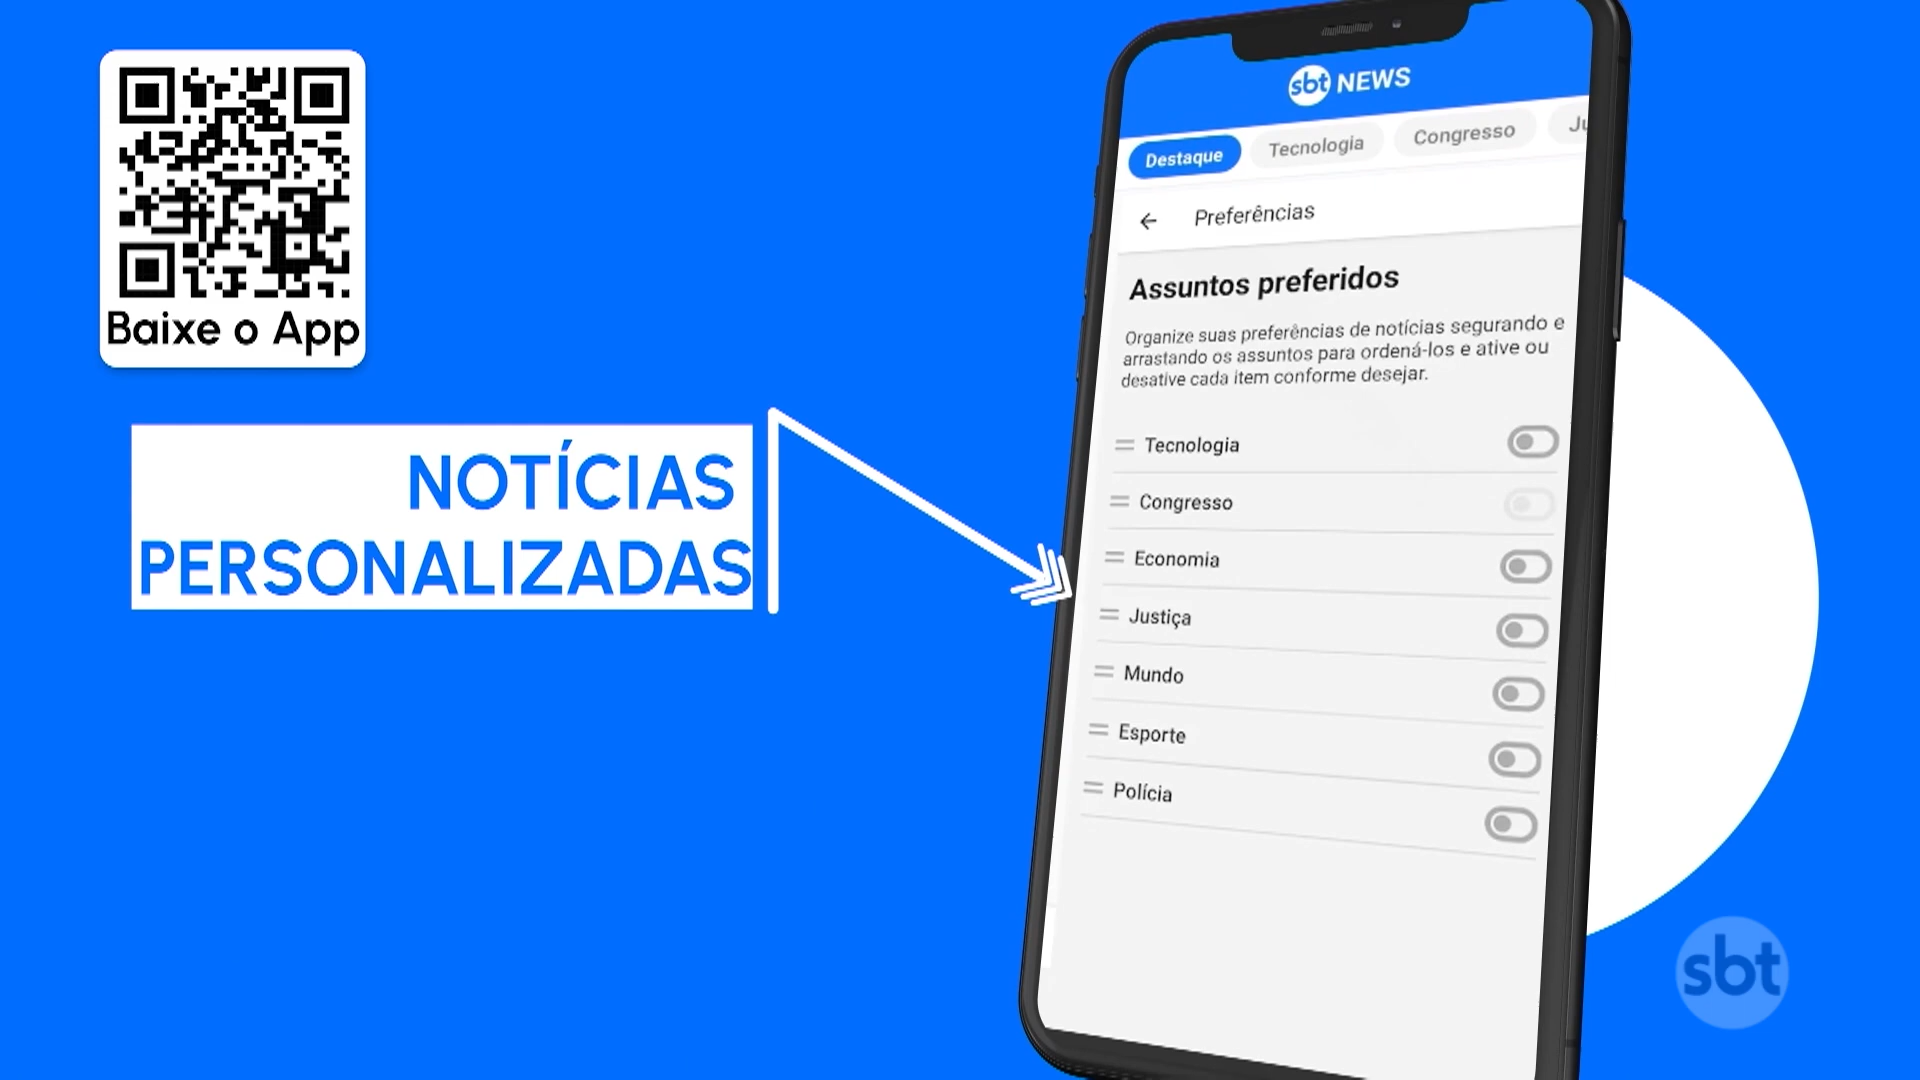 Baixe o App
NOTÍCIAS
PERSONALIZADAS
sbt NEWS
Destaque Tecnologia Congresso Ju
Preferências
Assuntos preferidos
Organize suas preferências de notícias segurando e
arrastando os assuntos para ordená-los e ative ou
desative cada item conforme desejar.
Tecnologia
Congresso
Economia
Justiça
Mundo
Esporte
Polícia
sbt